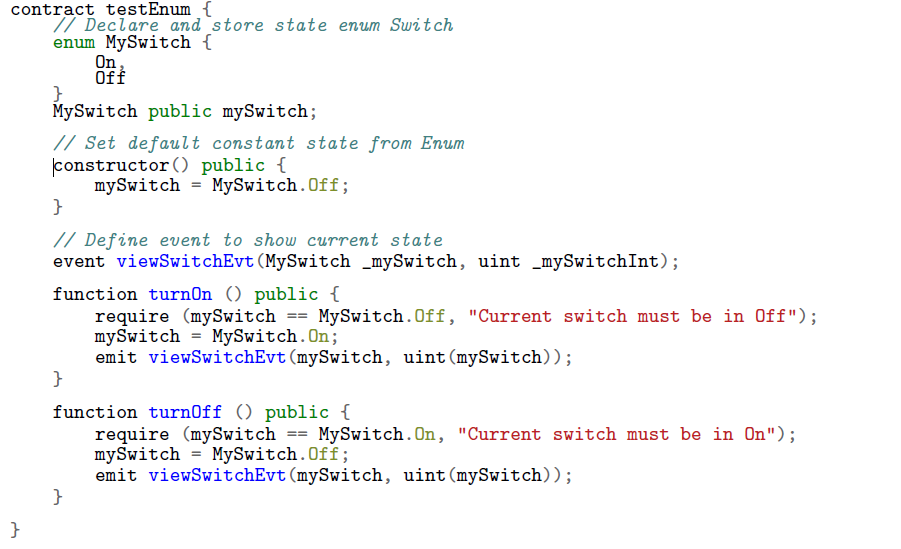 contract testEnum {
    // Declare and store state enum Switch
    enum MySwitch {
        On,
        Off
    }
    MySwitch public mySwitch;
    // Set default constant state from Enum
    constructor() public {
        mySwitch = MySwitch.Off;
    }
    // Define event to show current state
    event viewSwitchEvt(MySwitch _mySwitch, uint _mySwitchInt);
    function turnOn () public {
        require (mySwitch == MySwitch.Off, "Current switch must be in Off");
        mySwitch = MySwitch.On;
        emit viewSwitchEvt(mySwitch, uint(mySwitch));
    }
    function turnOff () public {
        require (mySwitch == MySwitch.On, "Current switch must be in On");
        mySwitch = MySwitch.Off;
        emit viewSwitchEvt(mySwitch, uint(mySwitch));
    }
}